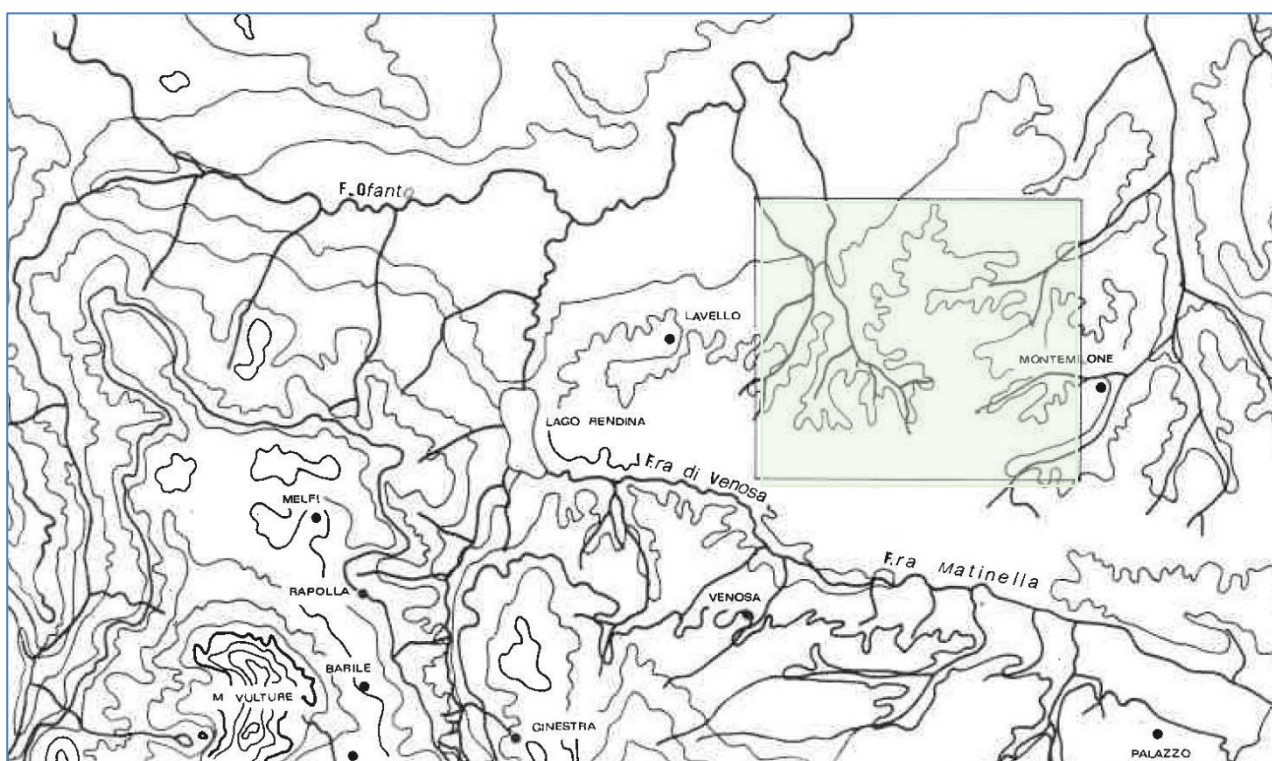 F. Ofanto
LAVELLO
MONTEMILONE
LAGO RENDINA
F.ra di Venosa
MELFI
F.ra Matinella
RAPOLLA
VENOSA
BARILE
M. VULTURE
GINESTRA
PALAZZO